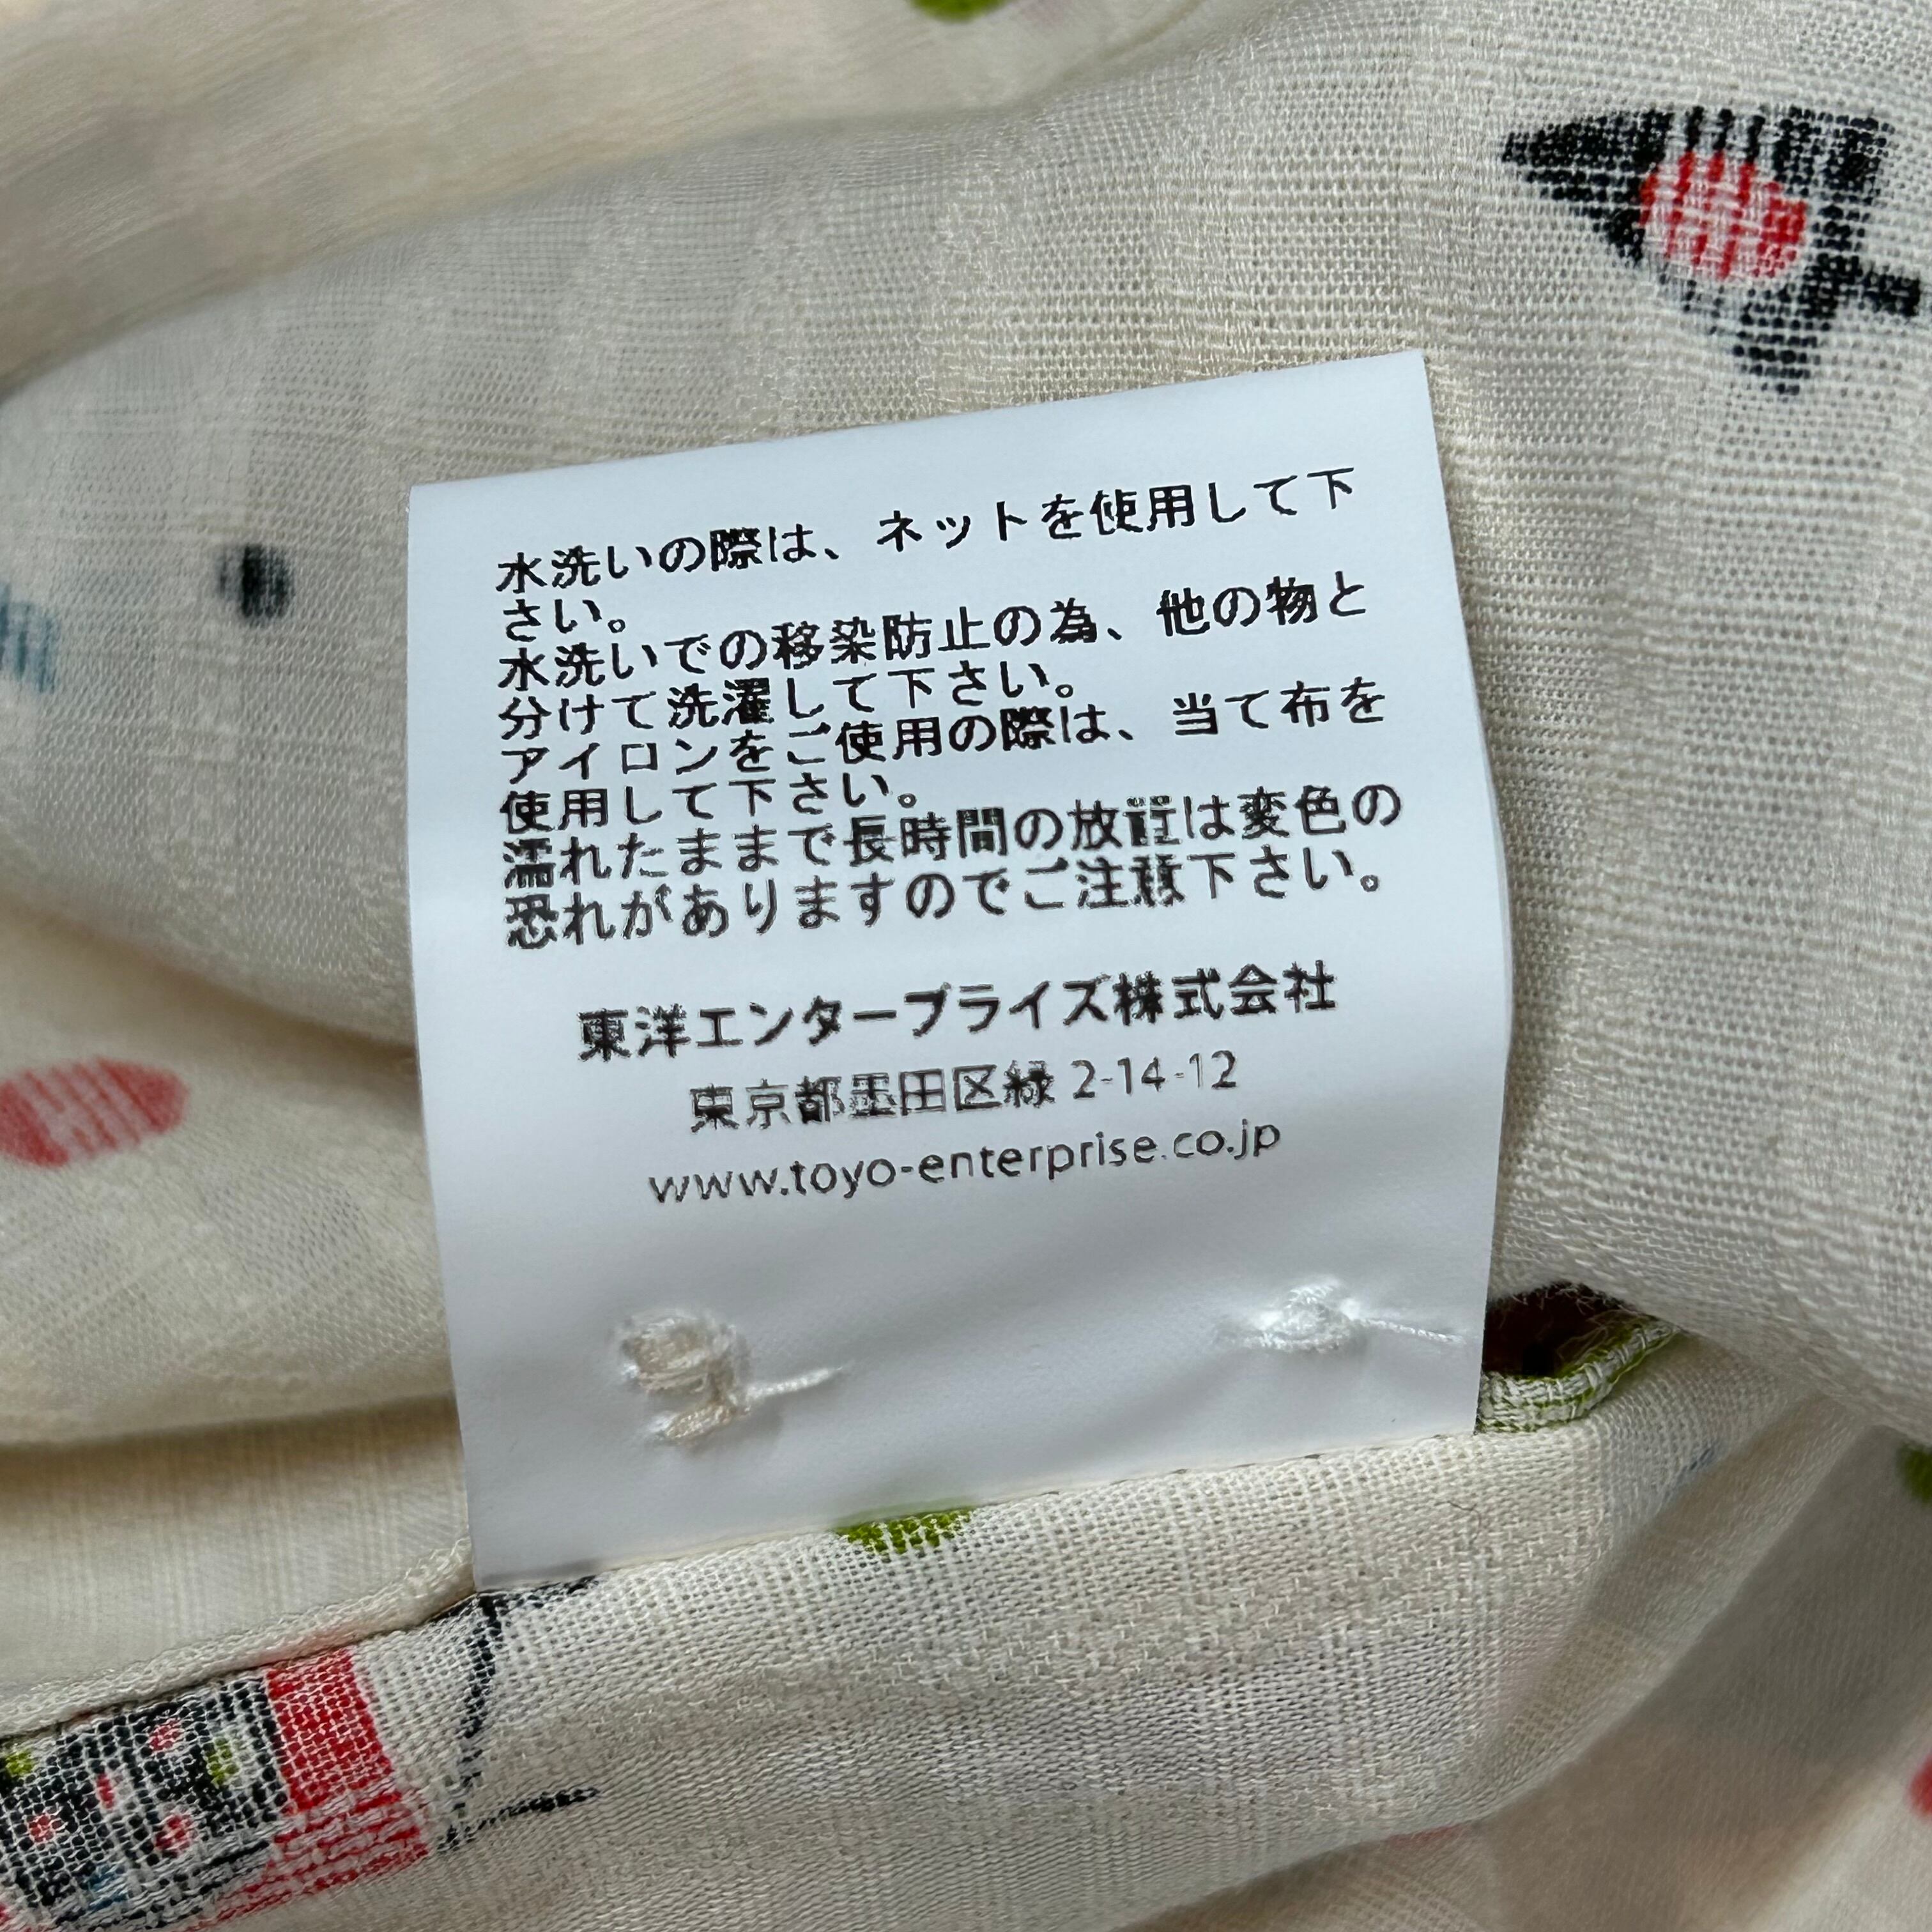 水洗いの際は、ネットを使用して下
さい。
水洗いでの移染防止の為、他の物と
分けて洗濯して下さい。
アイロンをご使用の際は、当て布を
使用して下さい。
濡れたままで長時間の放置は変色の
恐れがありますのでご注意下さい。
東洋エンタープライズ株式会社
東京都墨田区緑 2-14-12
www.toyo-enterprise.co.jp